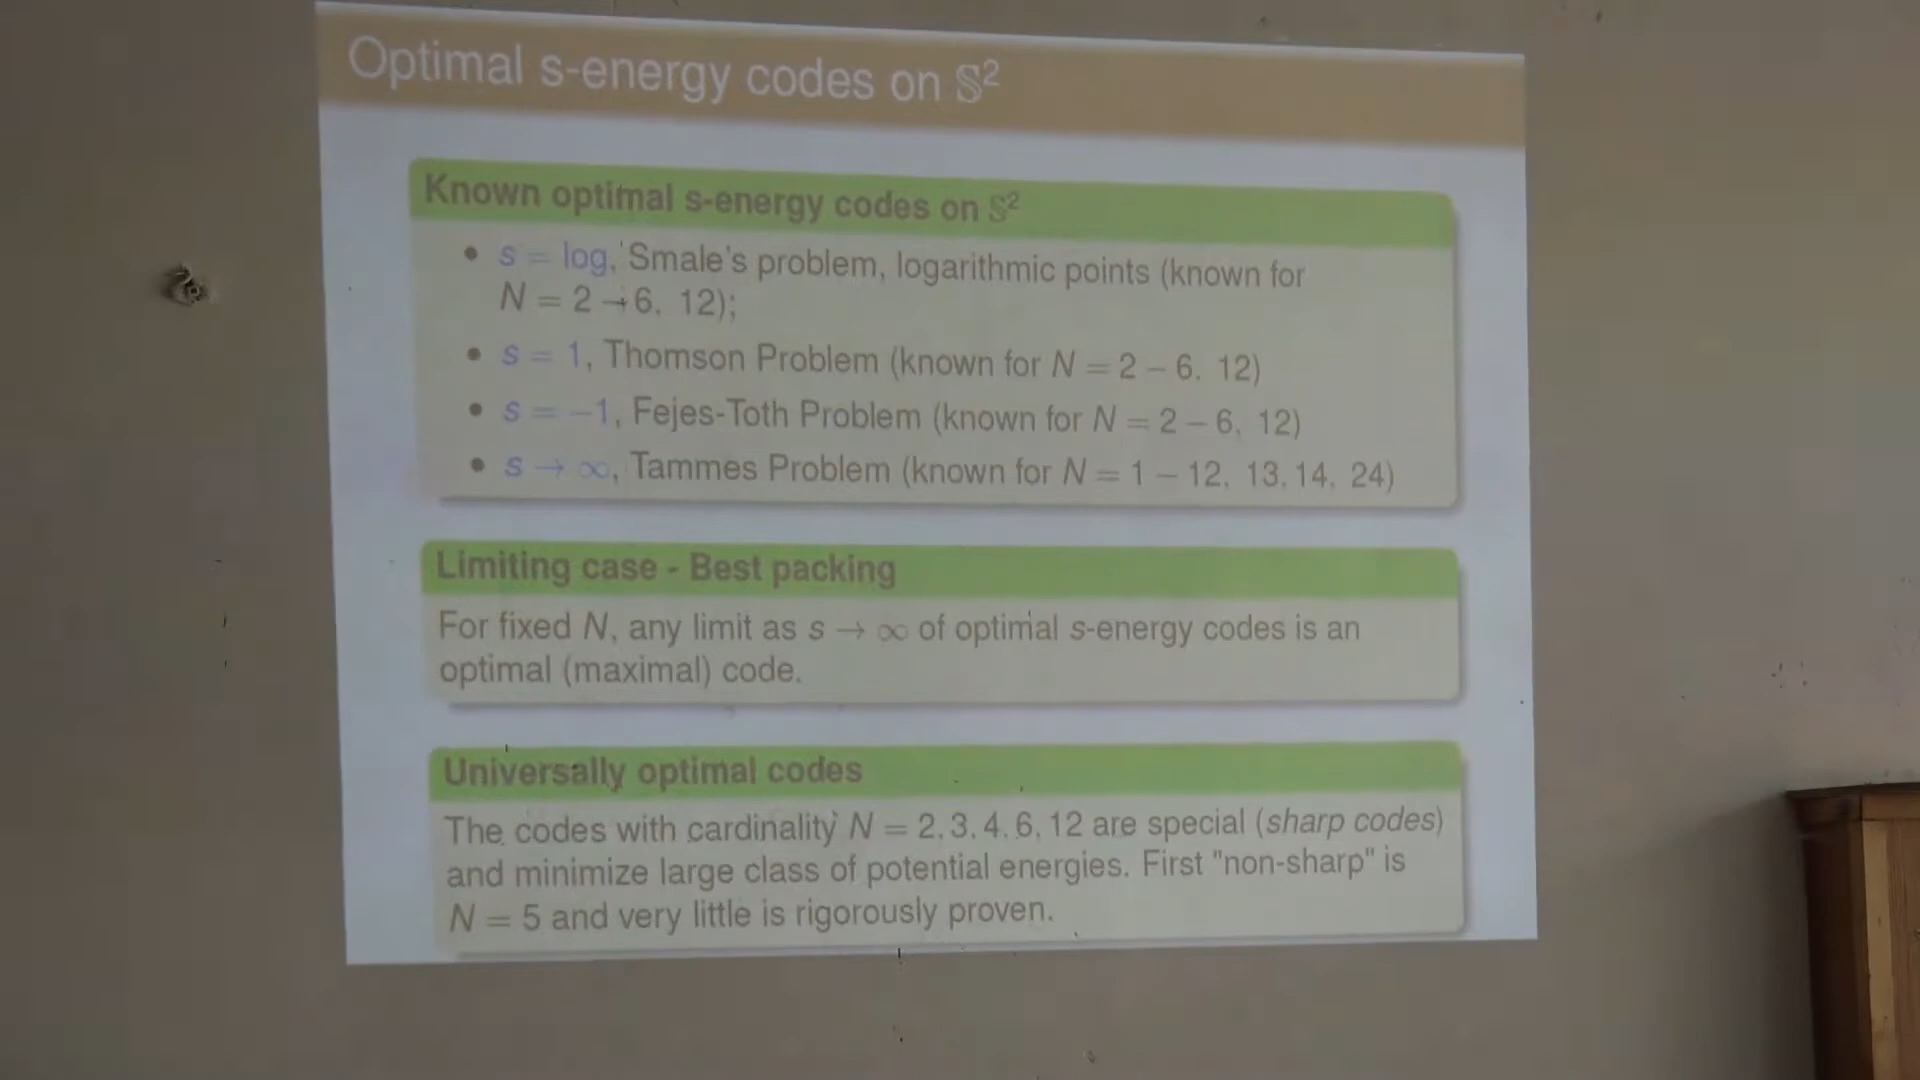 Optimal s-energy codes on 𝕊²
Known optimal s-energy codes on 𝕊²
• s = log, Smale's problem, logarithmic points (known for
N = 2 – 6, 12);
• s = 1, Thomson Problem (known for N = 2 – 6, 12)
• s = –1, Fejes-Toth Problem (known for N = 2 – 6, 12)
• s → ∞, Tammes Problem (known for N = 1 – 12, 13, 14, 24)
Limiting case - Best packing
For fixed N, any limit as s → ∞ of optimal s-energy codes is an
optimal (maximal) code.
Universally optimal codes
The codes with cardinality N = 2, 3, 4, 6, 12 are special (sharp codes)
and minimize large class of potential energies. First "non-sharp" is
N = 5 and very little is rigorously proven.